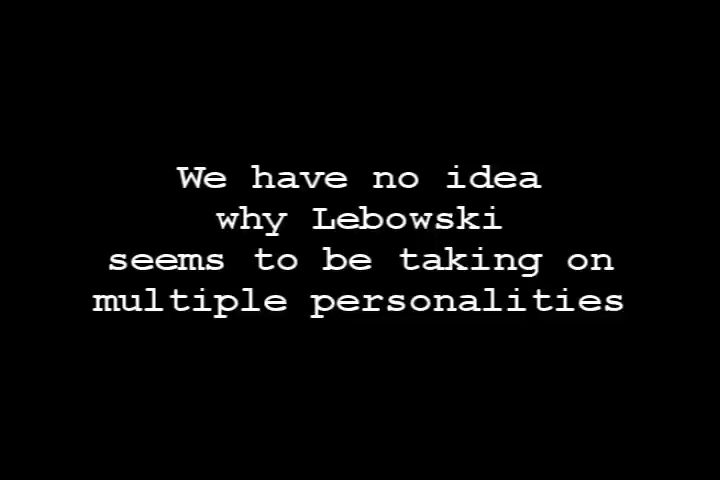 We have no idea
why Lebowski
seems to be taking on
multiple personalities